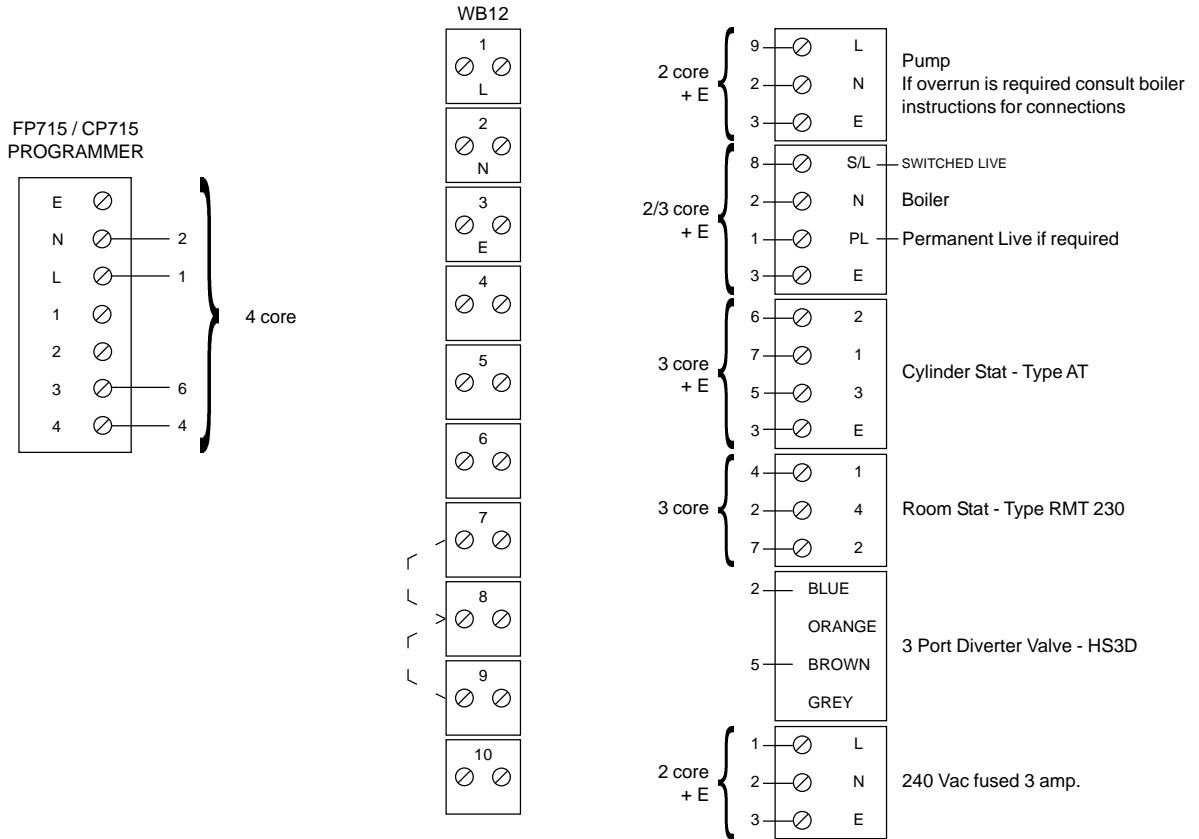 FP715 / CP715
PROGRAMMER
E
N 2
L 1
1
2
3 6
4 4
4 core
WB12
1
L
2
N
3
E
4
5
6
7
8
9
10
2 core
+ E
9 L
2 N
3 E
Pump
If overrun is required consult boiler
instructions for connections
2/3 core
+ E
8 S/L SWITCHED LIVE
2 N Boiler
1 PL Permanent Live if required
3 E
3 core
+ E
6 2
7 1
5 3
3 E
Cylinder Stat - Type AT
3 core
4 1
2 4
7 2
Room Stat - Type RMT 230
2 BLUE
ORANGE
5 BROWN
GREY
3 Port Diverter Valve - HS3D
2 core
+ E
1 L
2 N
3 E
240 Vac fused 3 amp.